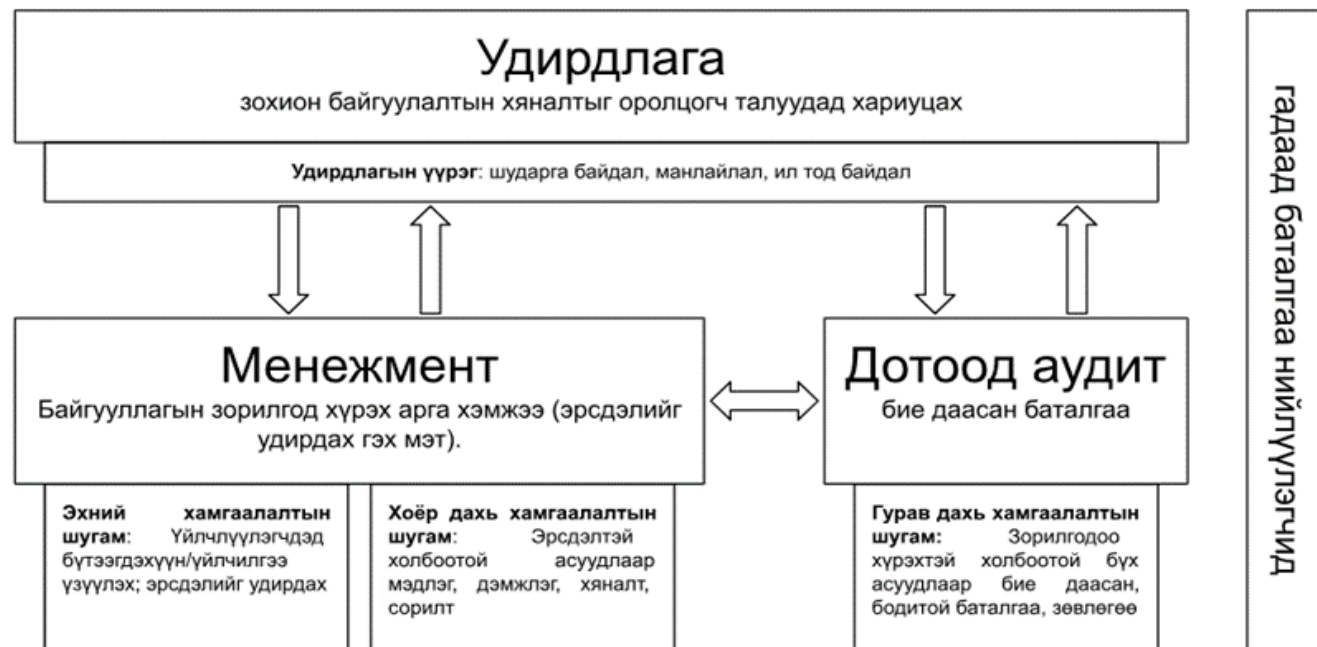 Удирдлага
зохион байгуулалтын хяналтыг оролцогч талуудад хариуцах
Удирдлагын үүрэг: шударга байдал, манлайлал, ил тод байдал
Менежмент
Байгууллагын зорилгод хүрэх арга хэмжээ (эрсдэлийг
удирдах гэх мэт).
Дотоод аудит
бие даасан баталгаа
Эхний хамгаалалтын
шугам: Үйлчлүүлэгчдэд
бүтээгдэхүүн/үйлчилгээ
үзүүлэх; эрсдэлийг удирдах
Хоёр дахь хамгаалалтын
шугам: Эрсдэлтэй
холбоотой асуудлаар
мэдлэг, дэмжлэг, хяналт,
сорилт
Гурав дахь хамгаалалтын
шугам: Зорилгодоо
хүрэхтэй холбоотой бүх
асуудлаар бие даасан,
бодитой баталгаа, зөвлөгөө
гадаад баталгаа нийлүүлэгчид